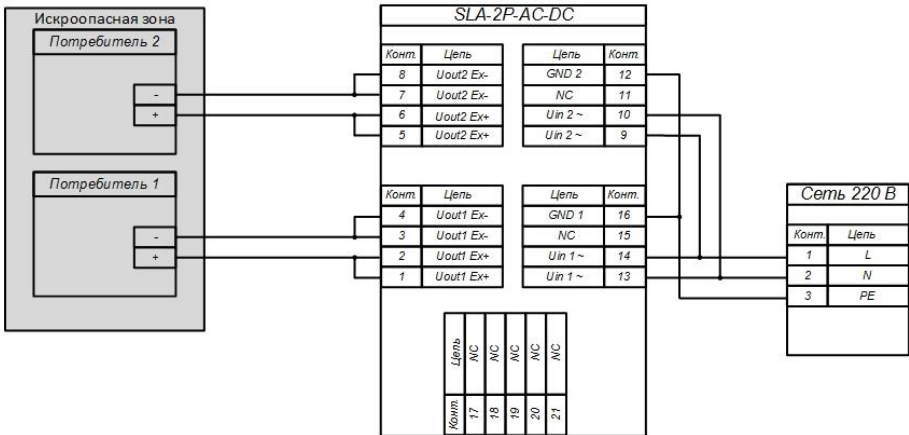 Искроопасная зона
Потребитель 2
-
+
Потребитель 1
-
+
SLA-2P-AC-DC
Конт. Цепь
8 Uout2 Ex-
7 Uout2 Ex-
6 Uout2 Ex+
5 Uout2 Ex+
Цепь Конт.
GND 2 12
NC 11
Uin 2 ~ 10
Uin 2 ~ 9
Конт. Цепь
4 Uout1 Ex-
3 Uout1 Ex-
2 Uout1 Ex+
1 Uout1 Ex+
Цепь Конт.
GND 1 16
NC 15
Uin 1 ~ 14
Uin 1 ~ 13
Цепь NC NC NC NC NC
Конт. 17 18 19 20 21
Сеть 220 В
Конт. Цепь
1 L
2 N
3 PE